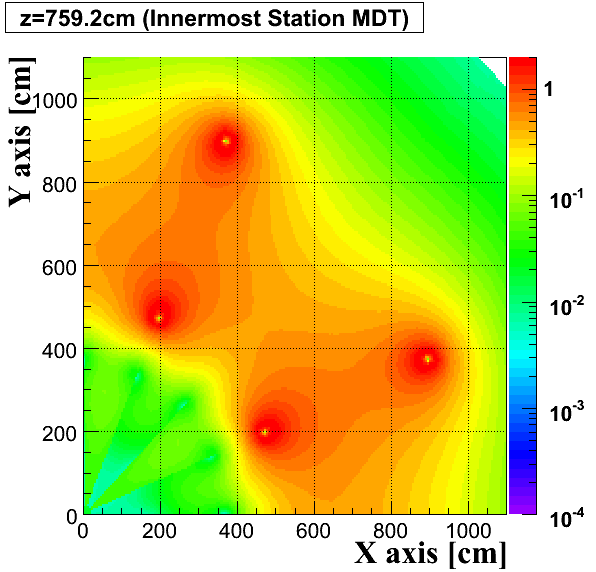 z=759.2cm (Innermost Station MDT)
Y axis [cm]
1000
800
600
400
200
0
0 200 400 600 800 1000
X axis [cm]
1
10-1
10-2
10-3
10-4